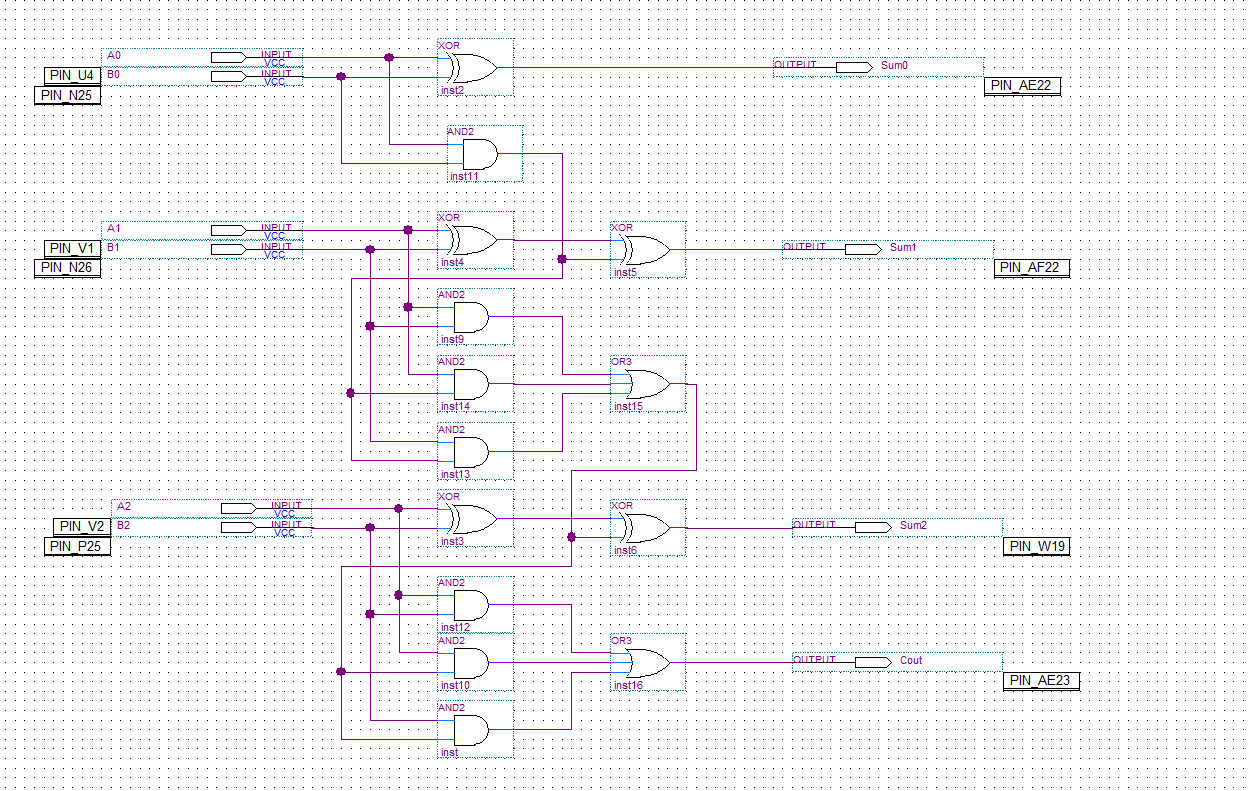 XOR
A0 INPUT VCC
OUTPUT Sum0
PIN_U4 B0 INPUT VCC
PIN_N25
inst2
PIN_AE22
AND2
inst11
XOR
A1 INPUT VCC
XOR
PIN_V1 B1 INPUT VCC
OUTPUT Sum1
PIN_N26
inst4
inst5
PIN_AF22
AND2
inst9
AND2
OR3
inst14
inst15
AND2
inst13
XOR
A2 INPUT VCC
XOR
PIN_V2 B2 INPUT VCC
OUTPUT Sum2
PIN_P25
inst3
inst6
PIN_W19
AND2
inst12
AND2
OR3
OUTPUT Cout
inst10
inst16
PIN_AE23
AND2
inst